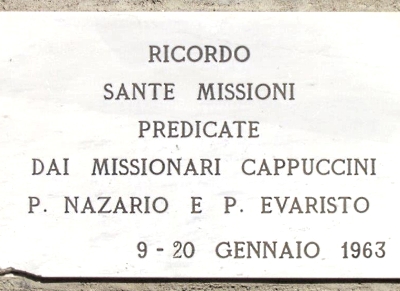 RICORDO
SANTE MISSIONI
PREDICATE
DAI MISSIONARI CAPPUCCINI
P. NAZARIO E P. EVARISTO
9-20 GENNAIO 1963